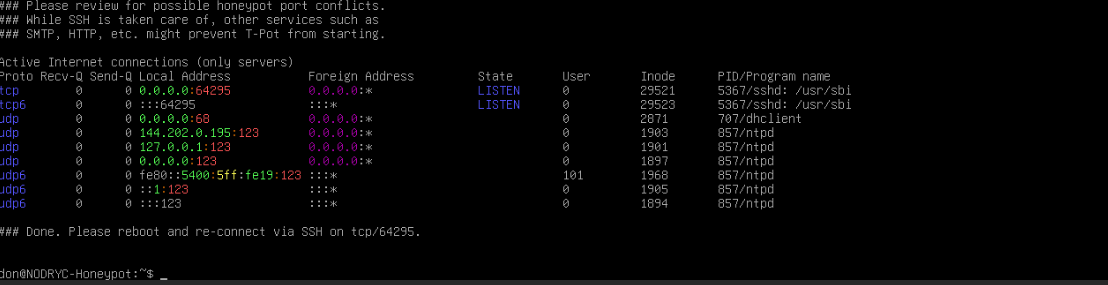 ### Please review for possible honeypot port conflicts.
### While SSH is taken care of, other services such as
### SMTP, HTTP, etc. might prevent T-Pot from starting.
Active Internet connections (only servers)
Proto Recv-Q Send-Q Local Address Foreign Address State User Inode PID/Program name
tcp 0 0 0.0.0.0:64295 0.0.0.0:* LISTEN 0 29521 5367/sshd: /usr/sbi
tcp6 0 0 :::64295 :::* LISTEN 0 29523 5367/sshd: /usr/sbi
udp 0 0 0.0.0.0:68 0.0.0.0:* 0 2871 707/dhclient
udp 0 0 144.202.0.195:123 0.0.0.0:* 0 1903 857/ntpd
udp 0 0 127.0.0.1:123 0.0.0.0:* 0 1901 857/ntpd
udp 0 0 0.0.0.0:123 0.0.0.0:* 0 1897 857/ntpd
udp6 0 0 fe80::5400:5ff:fe19:123 :::* 101 1968 857/ntpd
udp6 0 0 ::1:123 :::* 0 1905 857/ntpd
udp6 0 0 :::123 :::* 0 1894 857/ntpd
### Done. Please reboot and re-connect via SSH on tcp/64295.
don@NODRYC-Honeypot:~$ _